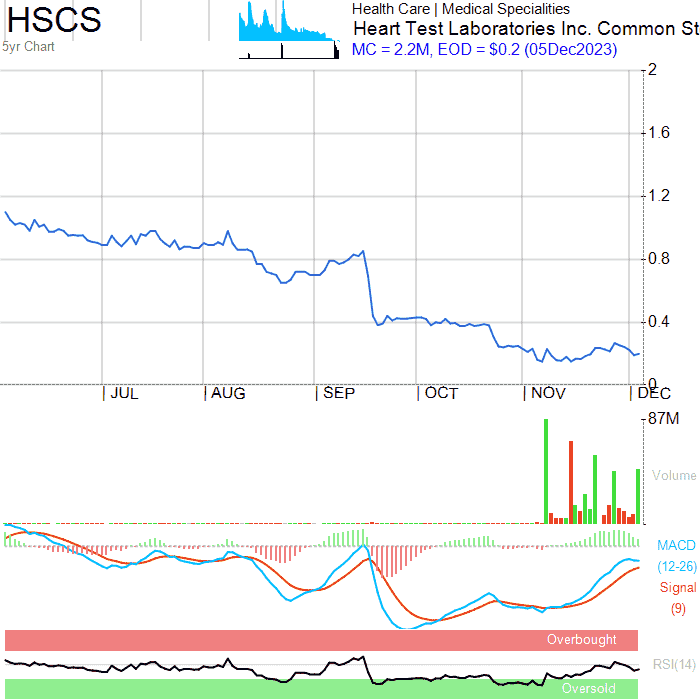 HSCS
5yr Chart
Health Care | Medical Specialities
Heart Test Laboratories Inc. Common St
MC = 2.2M, EOD = $0.2 (05Dec2023)
2
1.6
1.2
0.8
0.4
0
| JUL | AUG | SEP | OCT | NOV | DEC
87M
Volume
MACD
(12-26)
Signal
(9)
Overbought
RSI(14)
Oversold